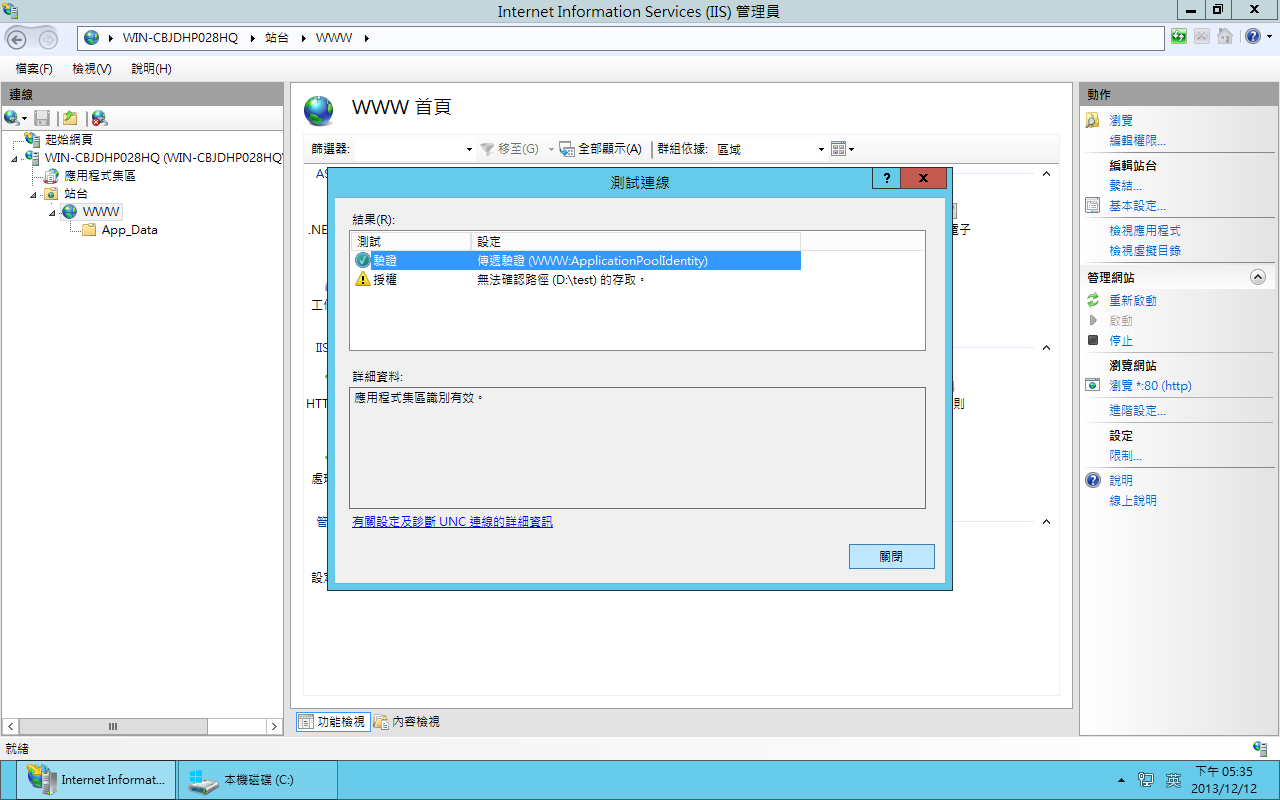 Internet Information Services (IIS) 管理員
WIN-CBJDHP028HQ 站台 WWW
檔案(F) 檢視(V) 說明(H)
連線
起始網頁
WIN-CBJDHP028HQ (WIN-CBJDHP028HQ\
應用程式集區
站台
WWW
App_Data
WWW 首頁
篩選器: 移至(G) 全部顯示(A) 群組依據: 區域
測試連線
?
x
結果(R):
測試 設定
驗證 傳遞驗證 (WWW:ApplicationPoolIdentity)
授權 無法確認路徑 (D:\test) 的存取。
詳細資料:
應用程式集區識別有效。
有關設定及診斷 UNC 連線的詳細資訊
關閉
.NE
電子
工
IIS
HTT
則
管
設定
功能檢視 內容檢視
動作
瀏覽
編輯權限...
編輯站台
繫結...
基本設定...
檢視應用程式
檢視虛擬目錄
管理網站
重新啟動
啟動
停止
瀏覽網站
瀏覽 *:80 (http)
進階設定...
設定
限制...
說明
線上說明
就緒
Internet Informat...
本機磁碟 (C:)
英
下午 05:35
2013/12/12